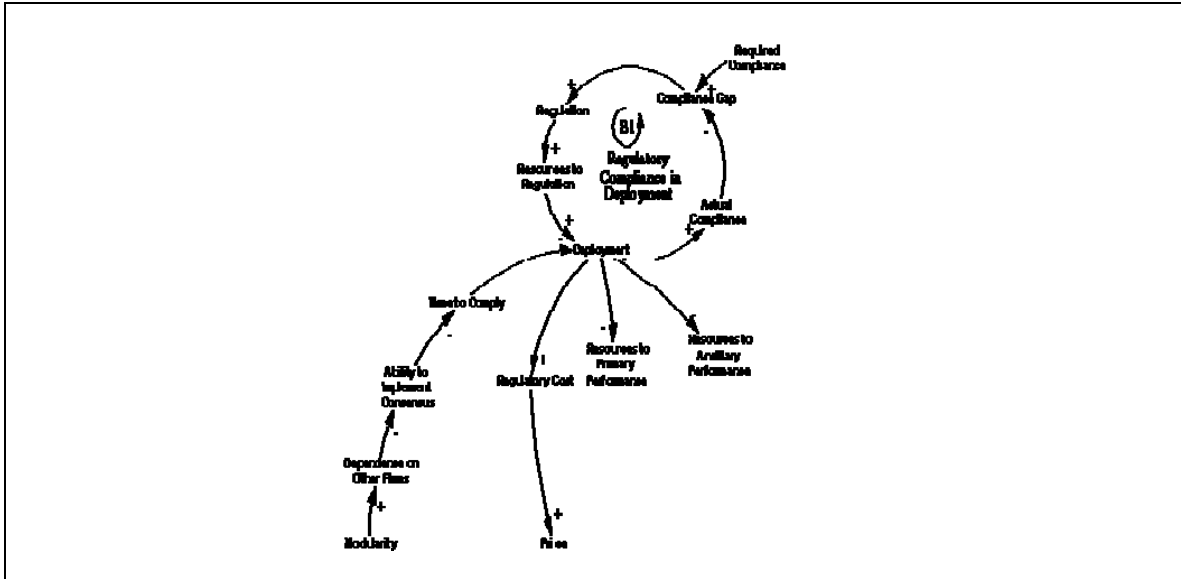 Required
Compliance
Compliance Gap
+
+
Regulation
-
B1
Regulatory
Compliance in
Deployment
+
Resources to
Regulation
Actual
Compliance
+
+
-
Deployment
Time to Comply
-
-
Resources to
Primary
Performance
Resources to
Ancillary
Performance
Regulatory Cost
Ability to
Implement
Consensus
-
Dependence on
Other Firms
+
+
Modularity
Price